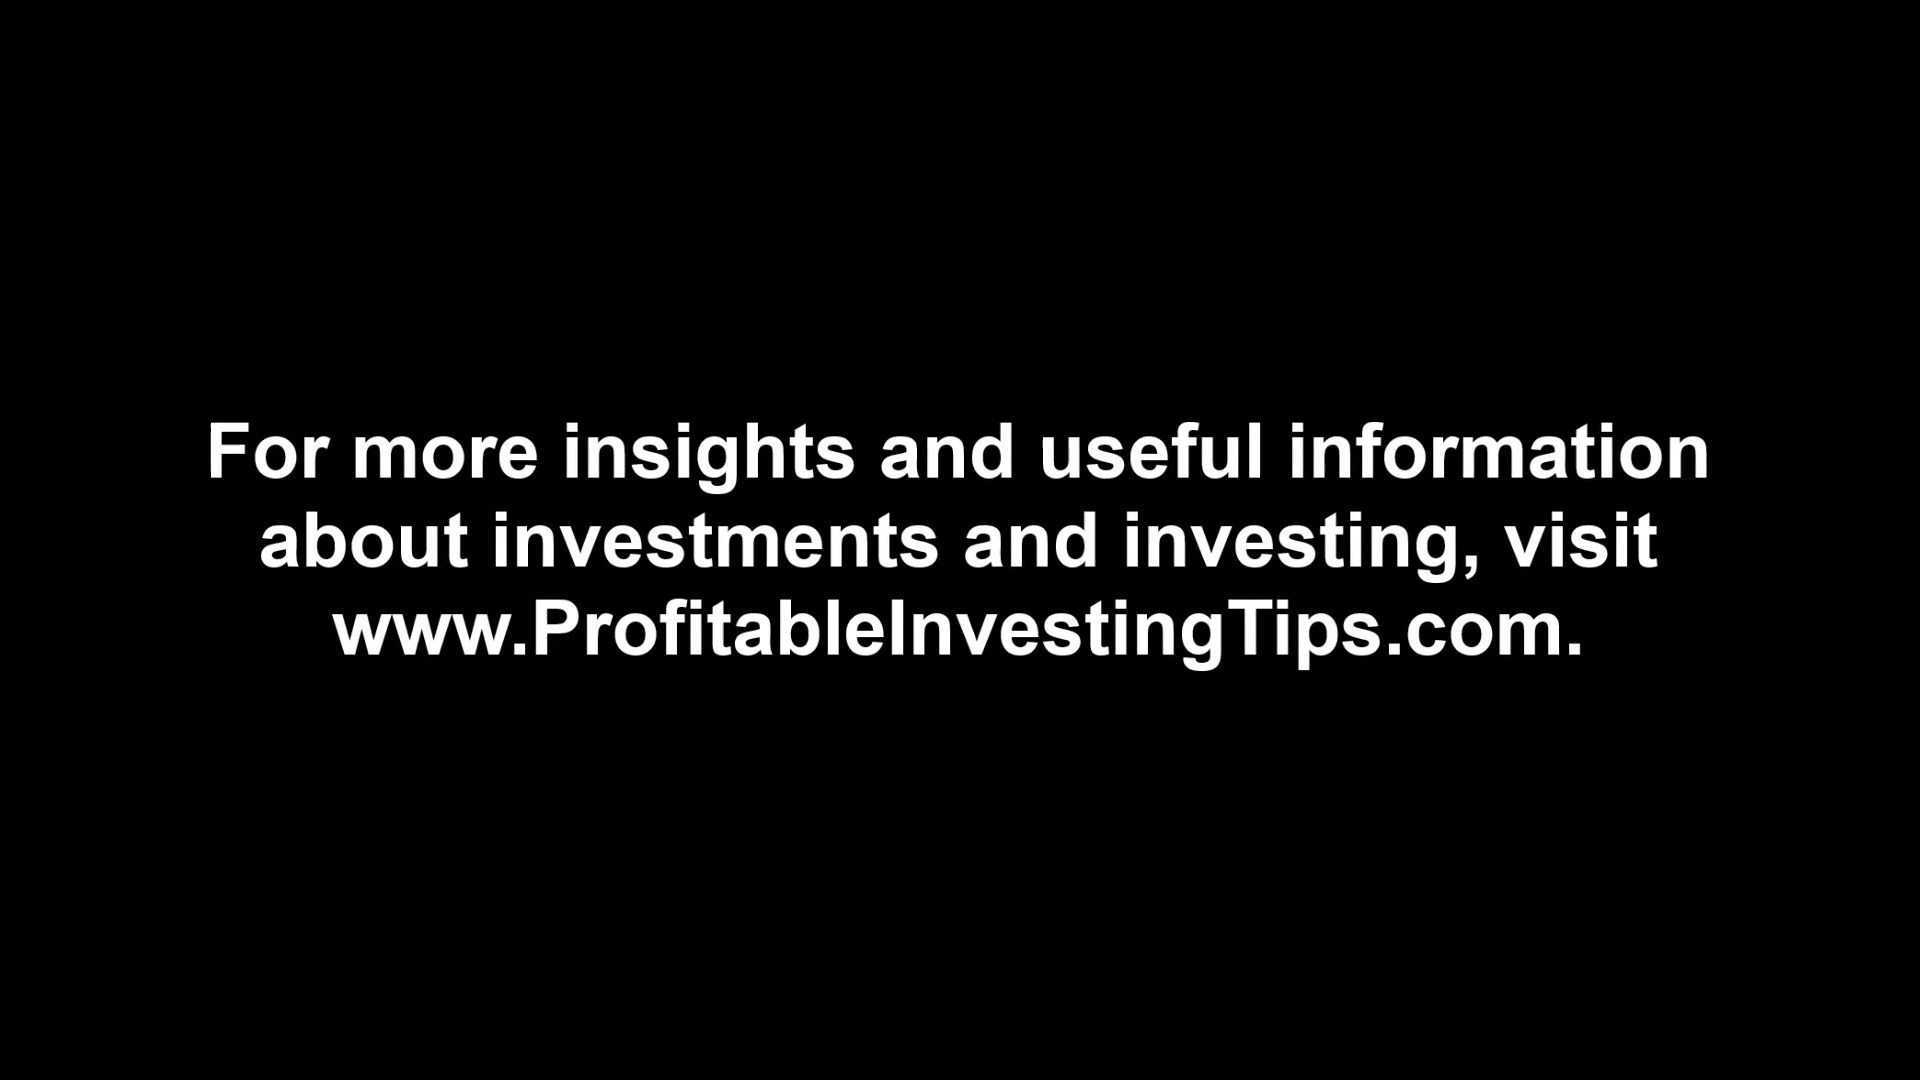 For more insights and useful information
about investments and investing, visit
www.ProfitableInvestingTips.com.